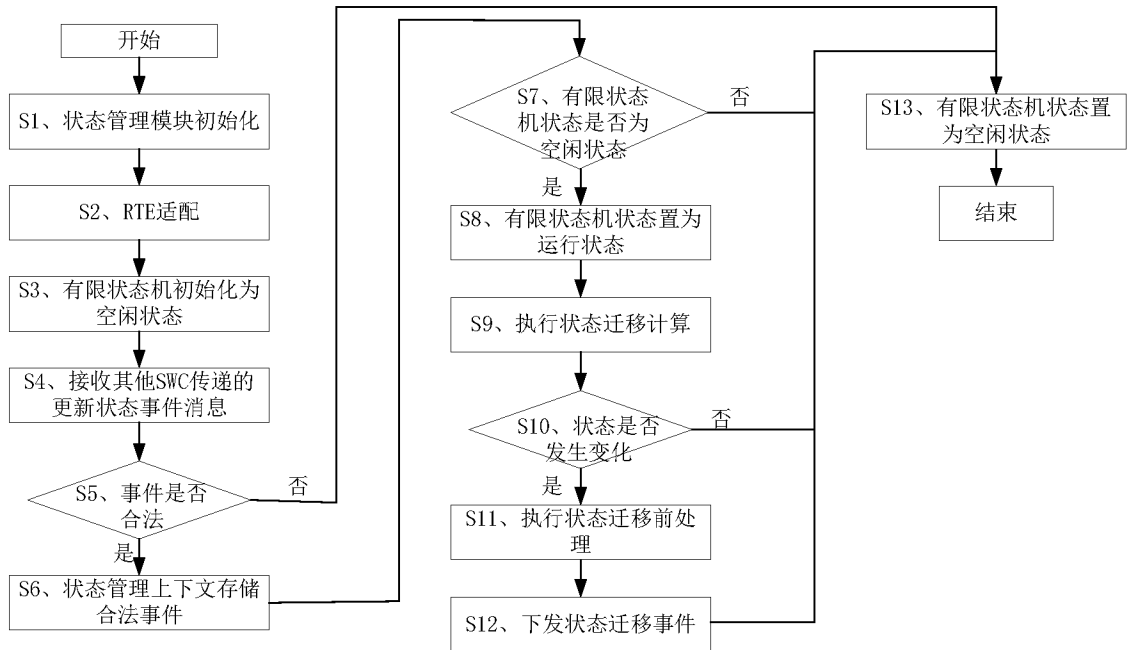 开始
S1、状态管理模块初始化
S2、RTE适配
S3、有限状态机初始化为
空闲状态
S4、接收其他SWC传递的
更新状态事件消息
S5、事件是否
合法
否
是
S6、状态管理上下文存储
合法事件
S7、有限状态
机状态是否为
空闲状态
否
是
S8、有限状态机状态置为
运行状态
S9、执行状态迁移计算
S10、状态是否
发生变化
否
是
S11、执行状态迁移前处
理
S12、下发状态迁移事件
S13、有限状态机状态置
为空闲状态
结束